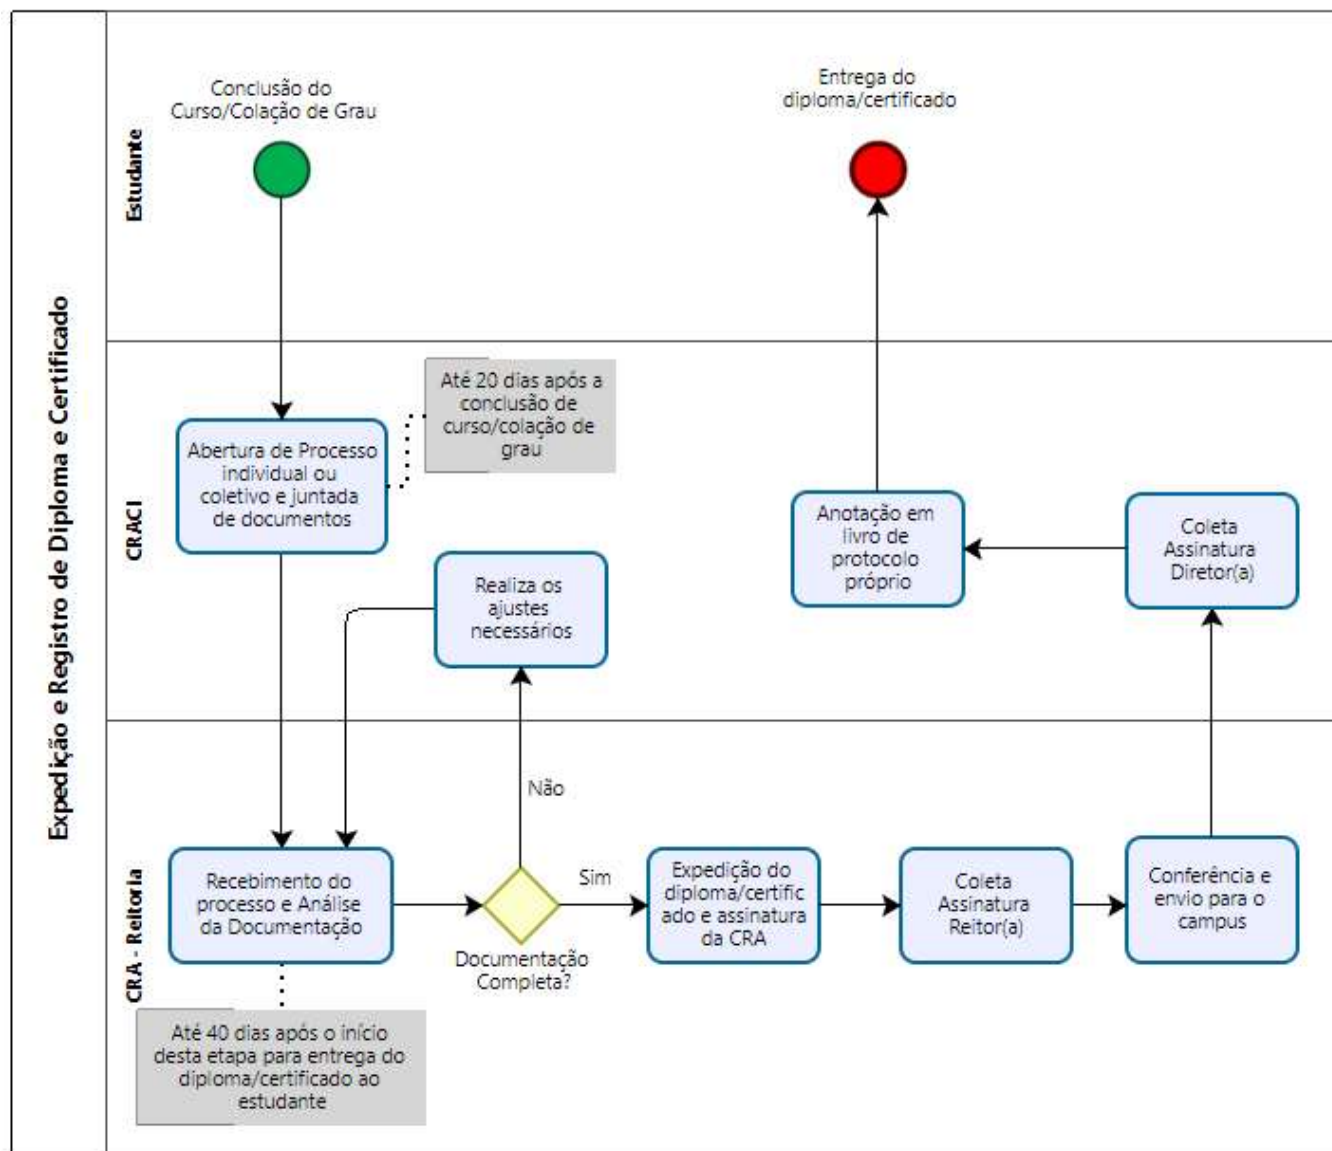 Expedição e Registro de Diploma e Certificado
Estudante
Conclusão do
Curso/Colação de Grau
Entrega do
diploma/certificado
CRACI
Abertura de Processo
individual ou
coletivo e juntada
de documentos
Até 20 dias após a
conclusão de
curso/colação de
grau
Realiza os
ajustes
necessários
Anotação em
livro de
protocolo
próprio
Coleta
Assinatura
Diretor(a)
CRA - Reitoria
Recebimento do
processo e Análise
da Documentação
Não
Sim
Documentação
Completa?
Expedição do
diploma/certific
ado e assinatura
da CRA
Coleta
Assinatura
Reitor(a)
Conferência e
envio para o
campus
Até 40 dias após o início
desta etapa para entrega do
diploma/certificado ao
estudante